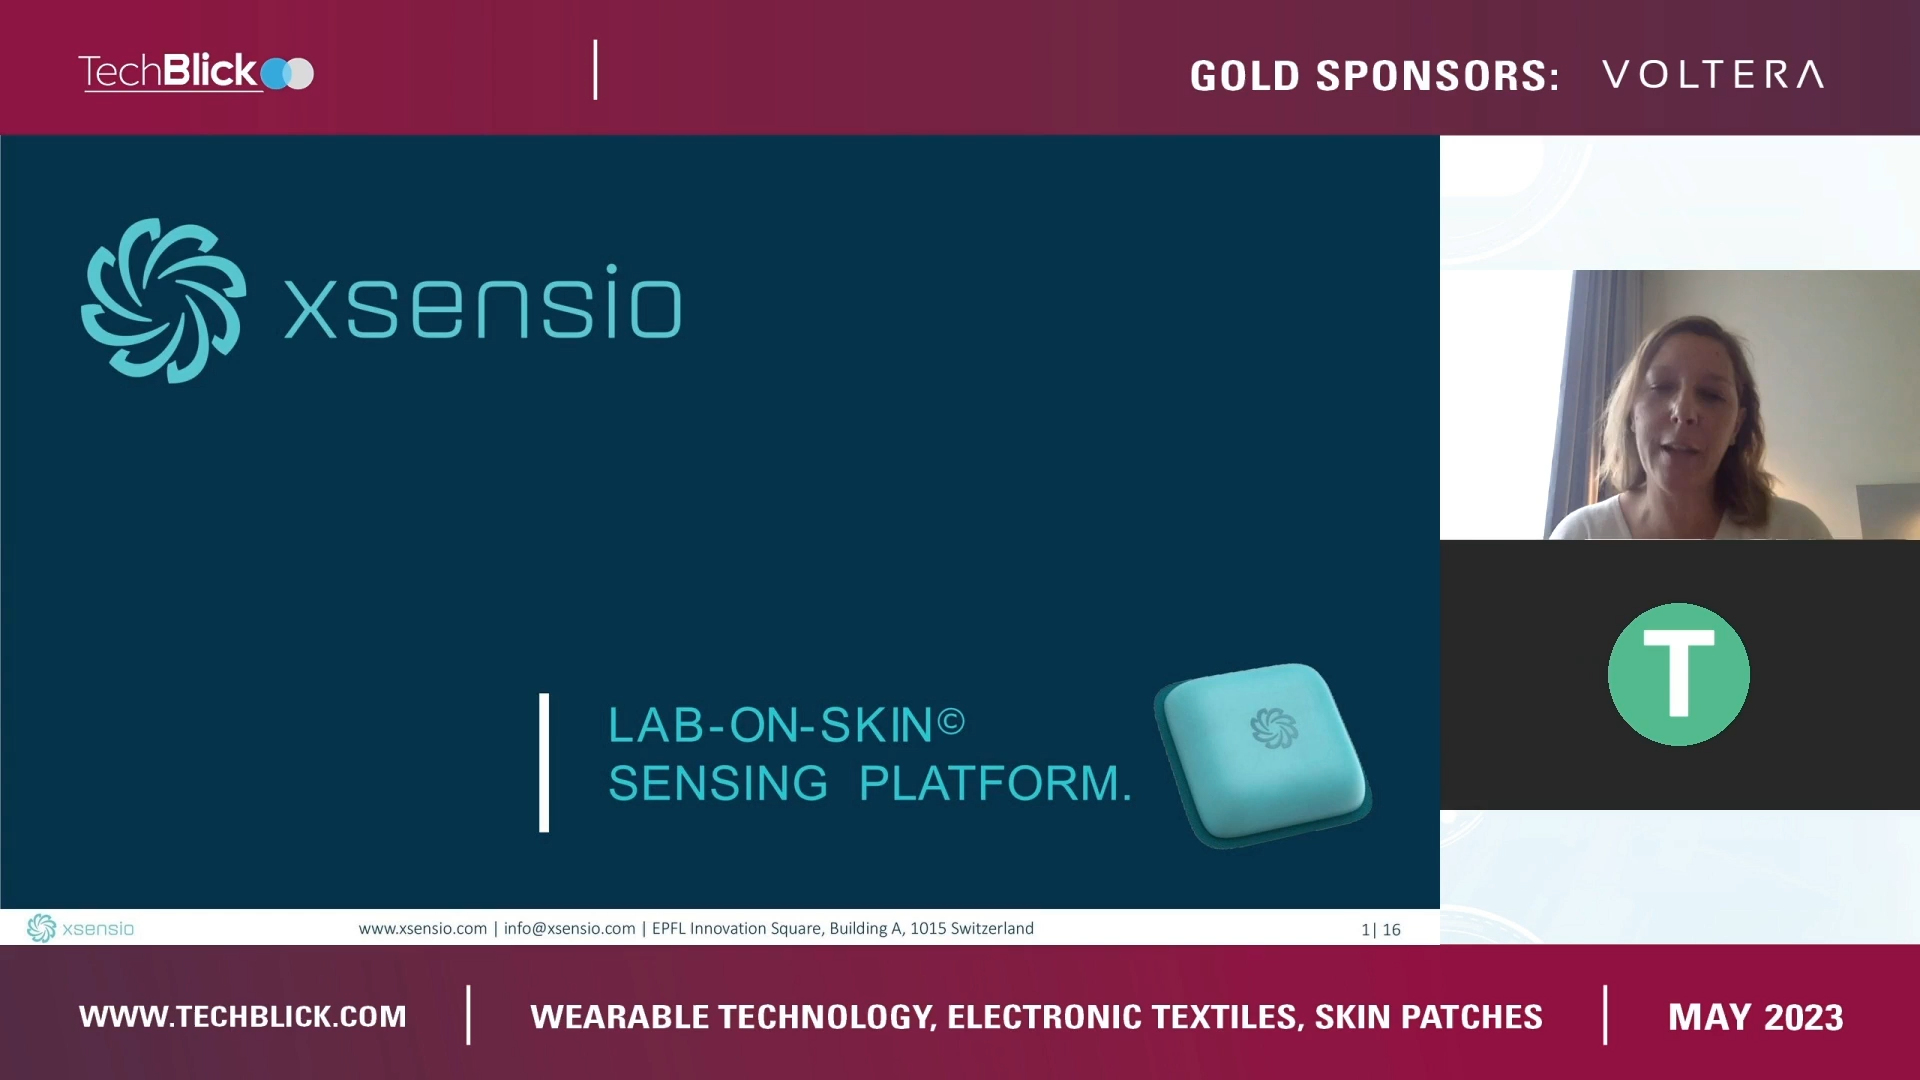 TechBlick
GOLD SPONSORS: VOLTERA
xsensio
LAB-ON-SKIN©
SENSING PLATFORM.
T
xsensio
www.xsensio.com | info@xsensio.com | EPFL Innovation Square, Building A, 1015 Switzerland
1| 16
WWW.TECHBLICK.COM
WEARABLE TECHNOLOGY, ELECTRONIC TEXTILES, SKIN PATCHES
MAY 2023